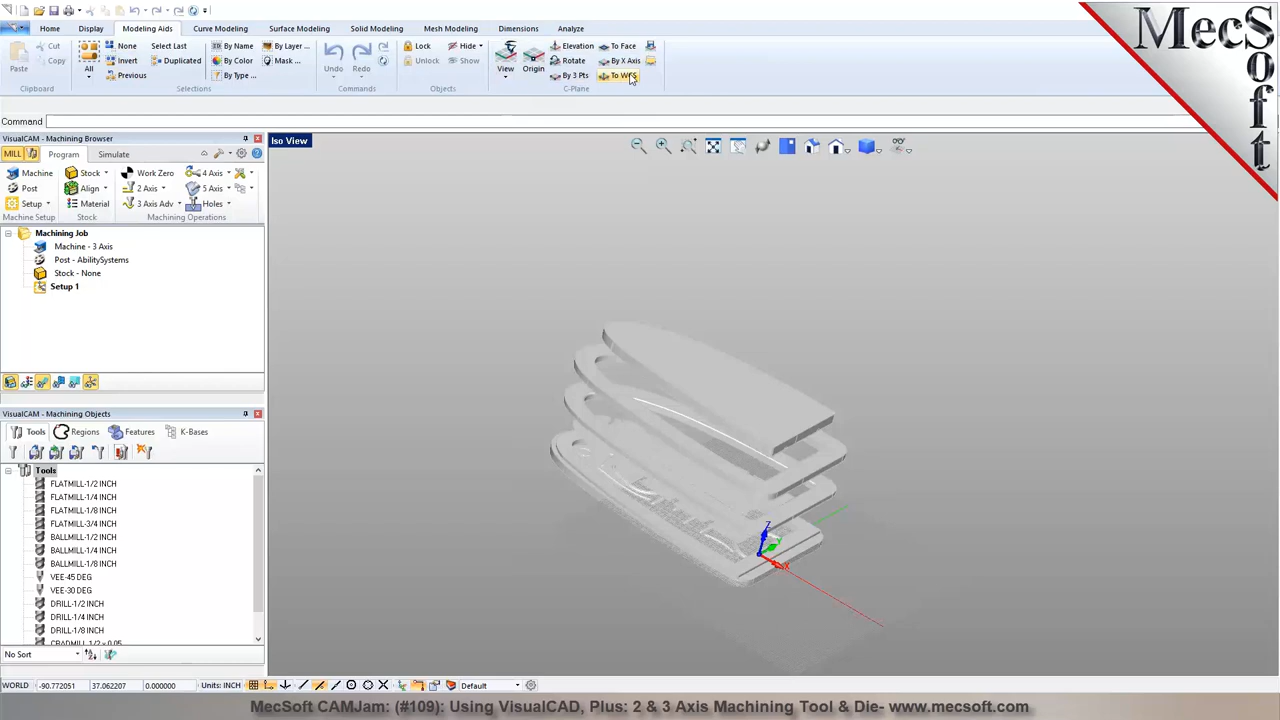 Home Display Modeling Aids Curve Modeling Surface Modeling Solid Modeling Mesh Modeling Dimensions Analyze
MecSoft
Paste
Cut
Copy
Clipboard
All
None
Invert
Previous
Select Last
Duplicated
By Name
By Color
By Type ...
By Layer ...
Mask ...
Selections
Undo
Redo
Commands
Lock
Unlock
Hide
Show
Objects
View
Origin
Elevation
Rotate
By 3 Pts
To Face
By X Axis
To WCS
C-Plane
Command
VisualCAM - Machining Browser
MILL
Program
Simulate
Machine
Post
Setup
Machine Setup
Stock
Align
Material
Stock
Work Zero
2 Axis
3 Axis Adv
4 Axis
5 Axis
Holes
Machining Operations
Machining Job
Machine - 3 Axis
Post - AbilitySystems
Stock - None
Setup 1
Iso View
Z
Y
X
VisualCAM - Machining Objects
Tools Regions Features K-Bases
Tools
FLATMILL-1/2 INCH
FLATMILL-1/4 INCH
FLATMILL-1/8 INCH
FLATMILL-3/4 INCH
BALLMILL-1/2 INCH
BALLMILL-1/4 INCH
BALLMILL-1/8 INCH
VEE-45 DEG
VEE-30 DEG
DRILL-1/2 INCH
DRILL-1/4 INCH
DRILL-1/8 INCH
No Sort
WORLD -90.772051 37.062207 0.000000 Units: INCH Default
MecSoft CAMJam: (#109): Using VisualCAD, Plus: 2 & 3 Axis Machining Tool & Die- www.mecsoft.com